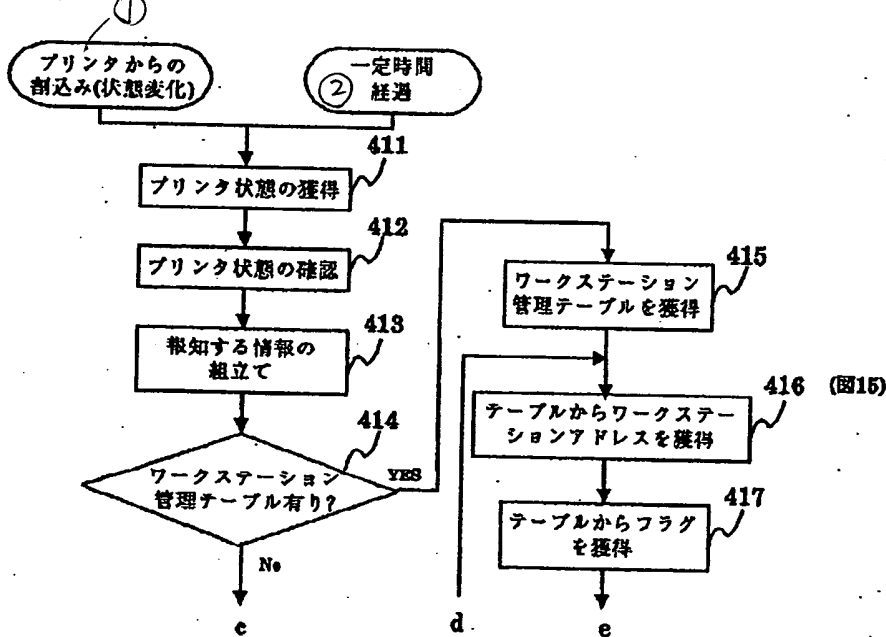 ①
プリンタからの
割込み(状態変化)
②
一定時間
経過
411
プリンタ状態の獲得
412
プリンタ状態の確認
413
報知する情報の
組立て
414
ワークステーション
管理テーブル有り?
YES
No
c
415
ワークステーション
管理テーブルを獲得
416 (図15)
テーブルからワークステー
ションアドレスを獲得
417
テーブルからフラグ
を獲得
d
e